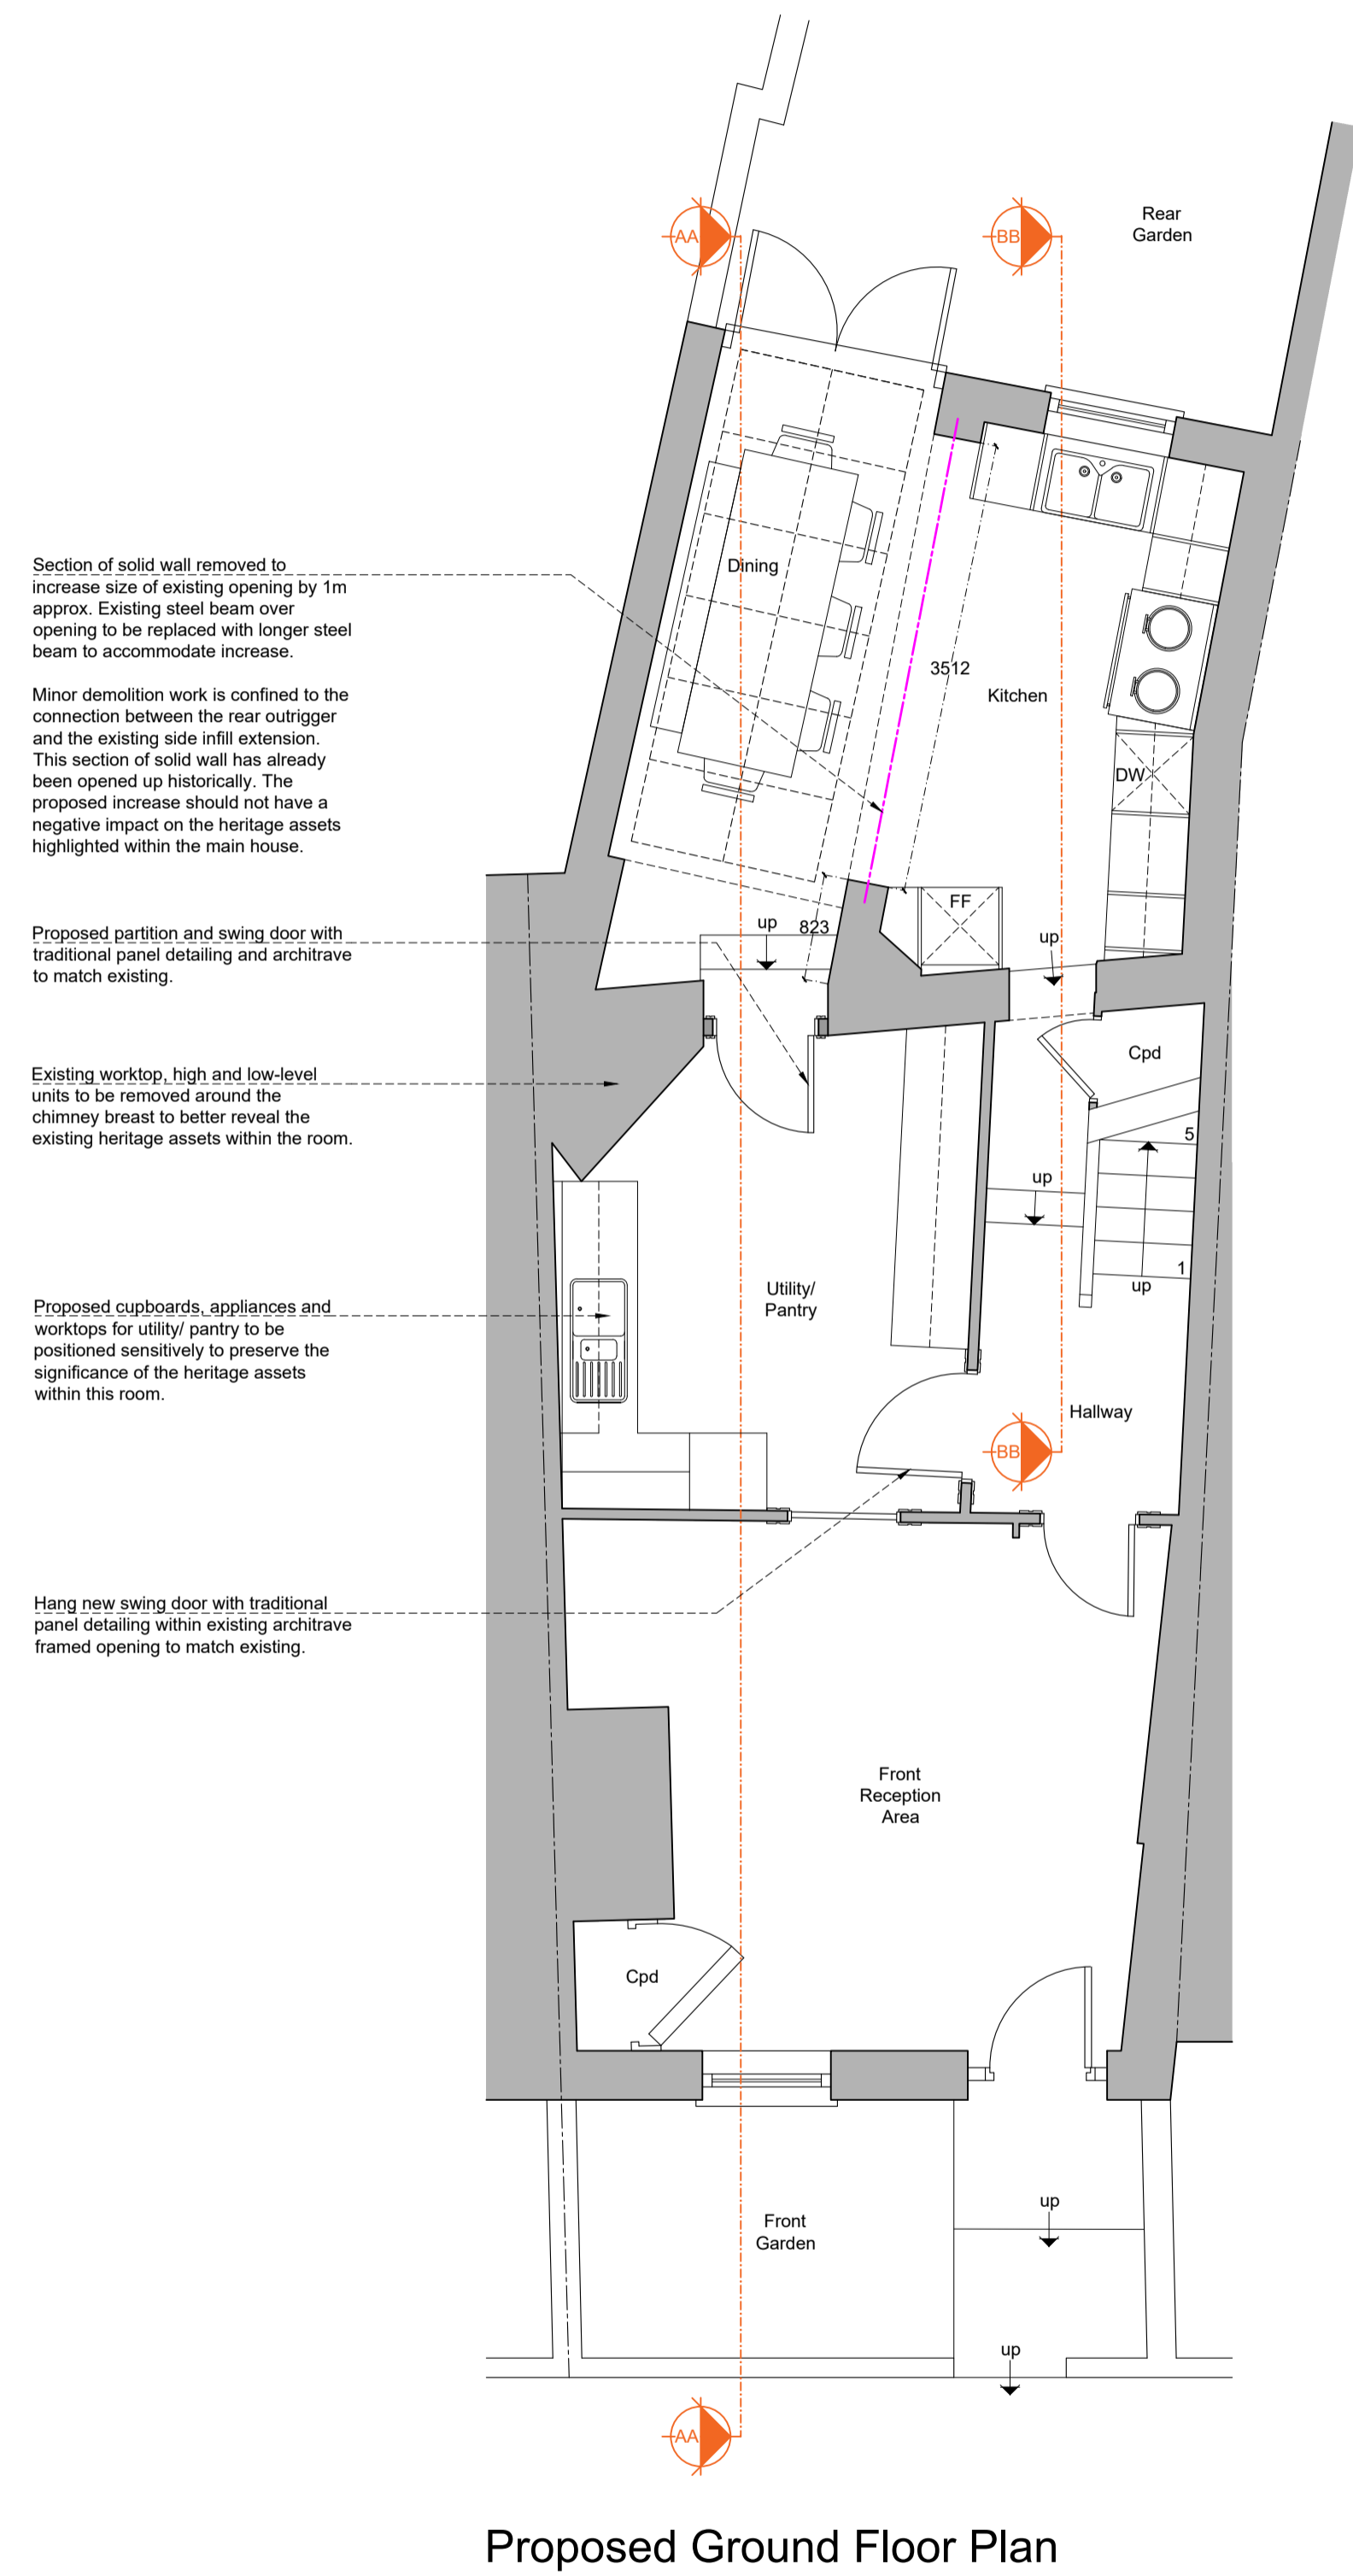 AA
BB
Rear
Garden
Section of solid wall removed to
increase size of existing opening by 1m
approx. Existing steel beam over
opening to be replaced with longer steel
beam to accommodate increase.
Minor demolition work is confined to the
connection between the rear outrigger
and the existing side infill extension.
This section of solid wall has already
been opened up historically. The
proposed increase should not have a
negative impact on the heritage assets
highlighted within the main house.
Dining
3512
Kitchen
DW
FF
Proposed partition and swing door with
traditional panel detailing and architrave
to match existing.
up
823
up
Existing worktop, high and low-level
units to be removed around the
chimney breast to better reveal the
existing heritage assets within the room.
Cpd
5
up
1
up
Proposed cupboards, appliances and
worktops for utility/ pantry to be
positioned sensitively to preserve the
significance of the heritage assets
within this room.
Utility/
Pantry
Hallway
BB
Hang new swing door with traditional
panel detailing within existing architrave
framed opening to match existing.
Front
Reception
Area
Cpd
Front
Garden
up
up
AA
Proposed Ground Floor Plan